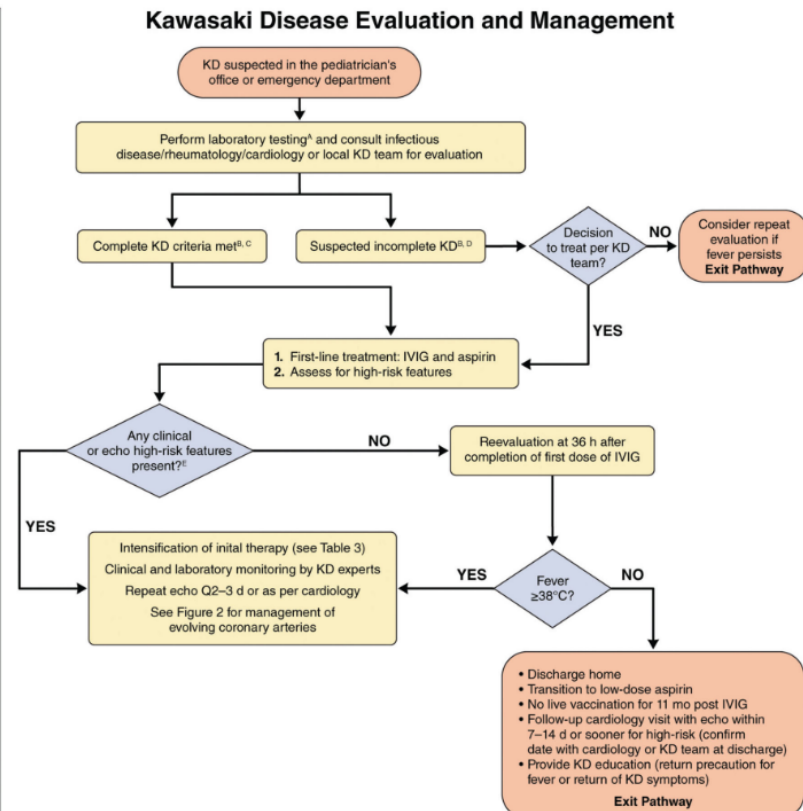 Kawasaki Disease Evaluation and Management
KD suspected in the pediatrician's
office or emergency department
Perform laboratory testingᴬ and consult infectious
disease/rheumatology/cardiology or local KD team for evaluation
Complete KD criteria metᴮ, ᶜ
Suspected incomplete KDᴮ, ᴰ
Decision
to treat per KD
team?
NO
Consider repeat
evaluation if
fever persists
Exit Pathway
YES
1. First-line treatment: IVIG and aspirin
2. Assess for high-risk features
Any clinical
or echo high-risk features
present?ᴱ
NO
Reevaluation at 36 h after
completion of first dose of IVIG
YES
Intensification of inital therapy (see Table 3)
Clinical and laboratory monitoring by KD experts
Repeat echo Q2–3 d or as per cardiology
See Figure 2 for management of
evolving coronary arteries
YES
Fever
≥38°C?
NO
• Discharge home
• Transition to low-dose aspirin
• No live vaccination for 11 mo post IVIG
• Follow-up cardiology visit with echo within
7–14 d or sooner for high-risk (confirm
date with cardiology or KD team at discharge)
• Provide KD education (return precaution for
fever or return of KD symptoms)
Exit Pathway